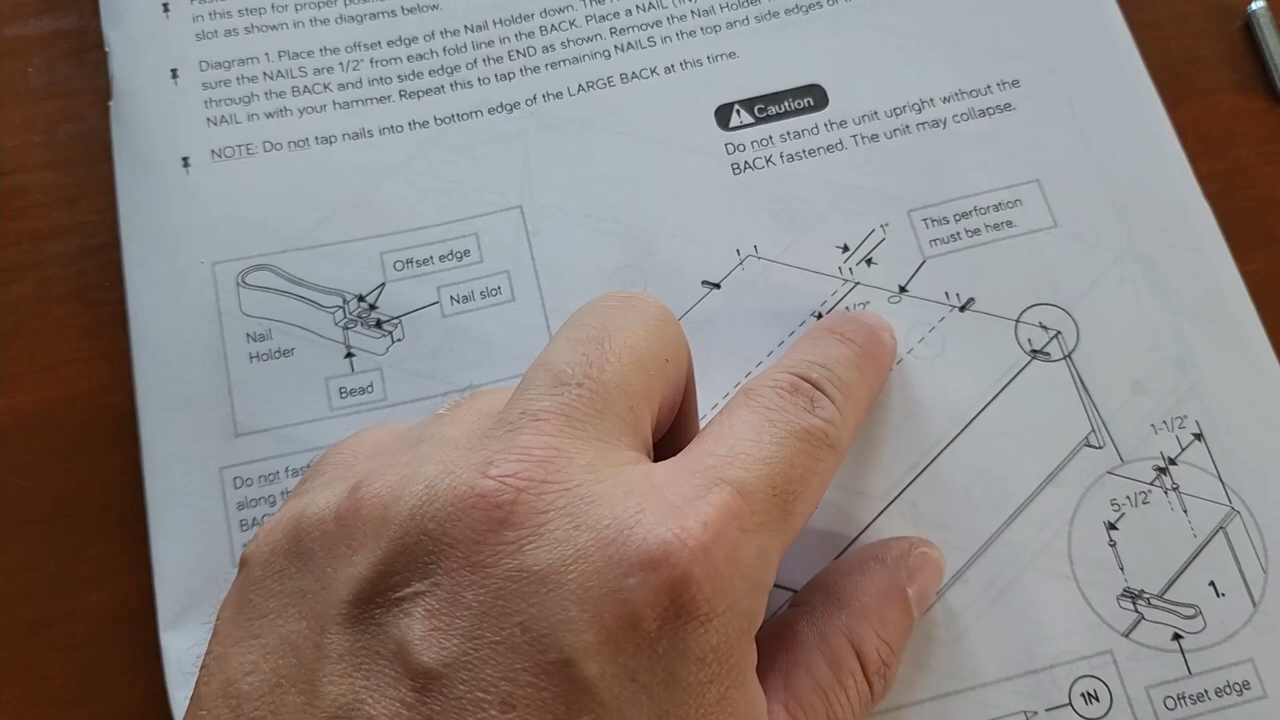 in this step for proper
slot as shown in the diagrams below.
Diagram 1. Place the offset edge of the Nail Holder down. The
sure the NAILS are 1/2" from each fold line in the BACK. Place a NAIL (1N)
through the BACK and into side edge of the END as shown. Remove the Nail Holder
NAIL in with your hammer. Repeat this to tap the remaining NAILS in the top and side edges of
NOTE: Do not tap nails into the bottom edge of the LARGE BACK at this time.
Caution
Do not stand the unit upright without the
BACK fastened. The unit may collapse.
Offset edge
Nail slot
Nail
Holder
Bead
Do not
along
1"
This perforation
must be here.
1/2"
1-1/2"
5-1/2"
1.
Offset edge
1N